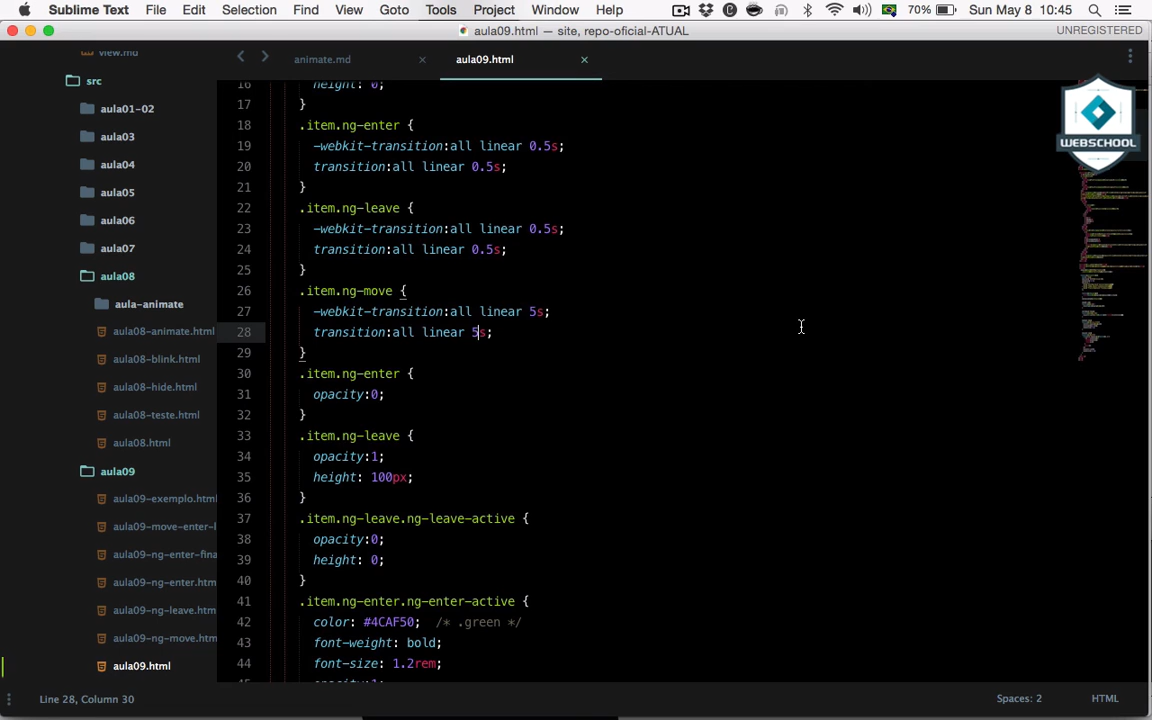 Sublime Text File Edit Selection Find View Goto Tools Project Window Help 70% Sun May 8 10:45
aula09.html — site, repo-oficial-ATUAL UNREGISTERED
view.md
src
aula01-02
aula03
aula04
aula05
aula06
aula07
aula08
aula-animate
aula08-animate.html
aula08-blink.html
aula08-hide.html
aula08-teste.html
aula08.html
aula09
aula09-exemplo.html
aula09-move-enter-l
aula09-ng-enter-fina
aula09-ng-enter.htm
aula09-ng-leave.htm
aula09-ng-move.htm
aula09.html
animate.md aula09.html
16 height: 0;
17 }
18 .item.ng-enter {
19 -webkit-transition:all linear 0.5s;
20 transition:all linear 0.5s;
21 }
22 .item.ng-leave {
23 -webkit-transition:all linear 0.5s;
24 transition:all linear 0.5s;
25 }
26 .item.ng-move {
27 -webkit-transition:all linear 5s;
28 transition:all linear 5s;
29 }
30 .item.ng-enter {
31 opacity:0;
32 }
33 .item.ng-leave {
34 opacity:1;
35 height: 100px;
36 }
37 .item.ng-leave.ng-leave-active {
38 opacity:0;
39 height: 0;
40 }
41 .item.ng-enter.ng-enter-active {
42 color: #4CAF50; /* .green */
43 font-weight: bold;
44 font-size: 1.2rem;
45 opacity:1;
WEBSCHOOL
Line 28, Column 30 Spaces: 2 HTML